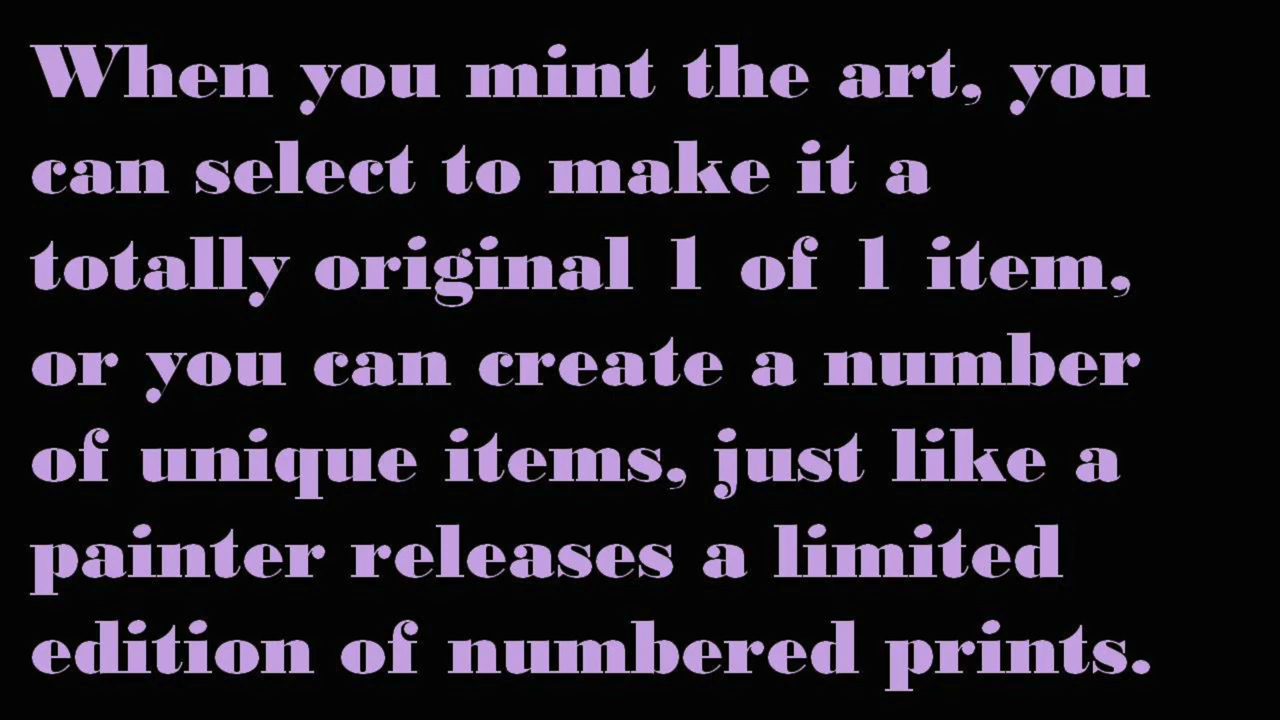 When you mint the art, you
can select to make it a
totally original 1 of 1 item,
or you can create a number
of unique items, just like a
painter releases a limited
edition of numbered prints.